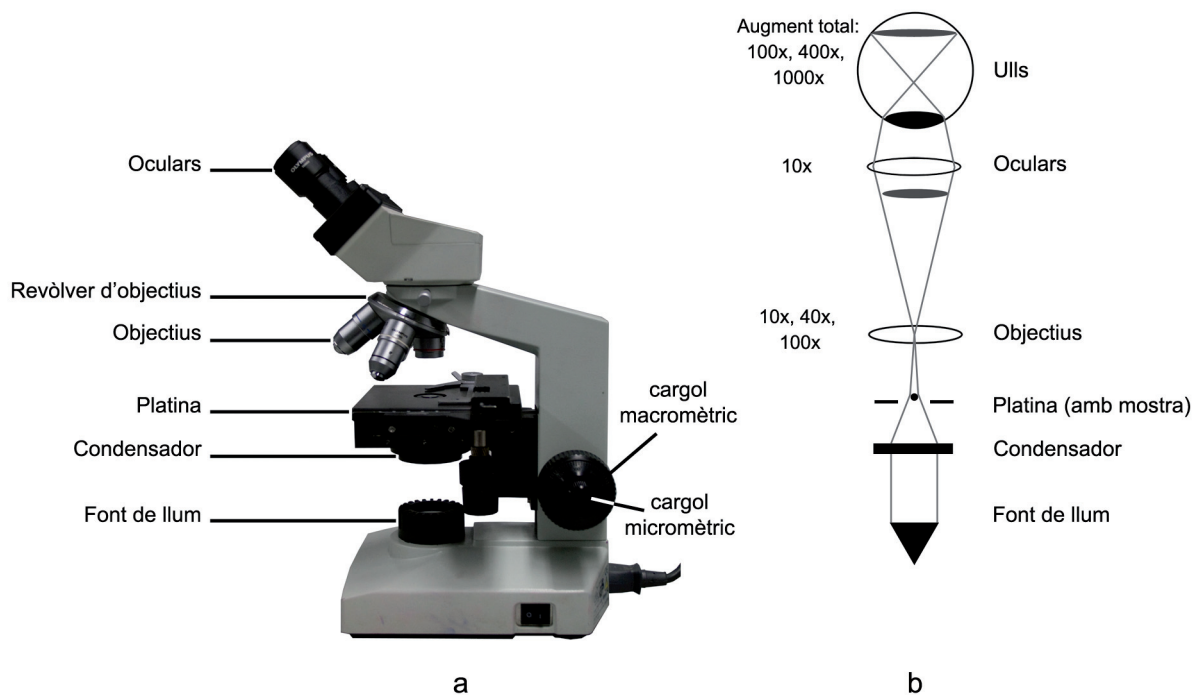 Oculars
Revòlver d'objectius
Objectius
Platina
Condensador
Font de llum
cargol
macromètric
cargol
micromètric
a
Augment total:
100x, 400x,
1000x
Ulls
10x
Oculars
10x, 40x,
100x
Objectius
Platina (amb mostra)
Condensador
Font de llum
b
OLYMPUS